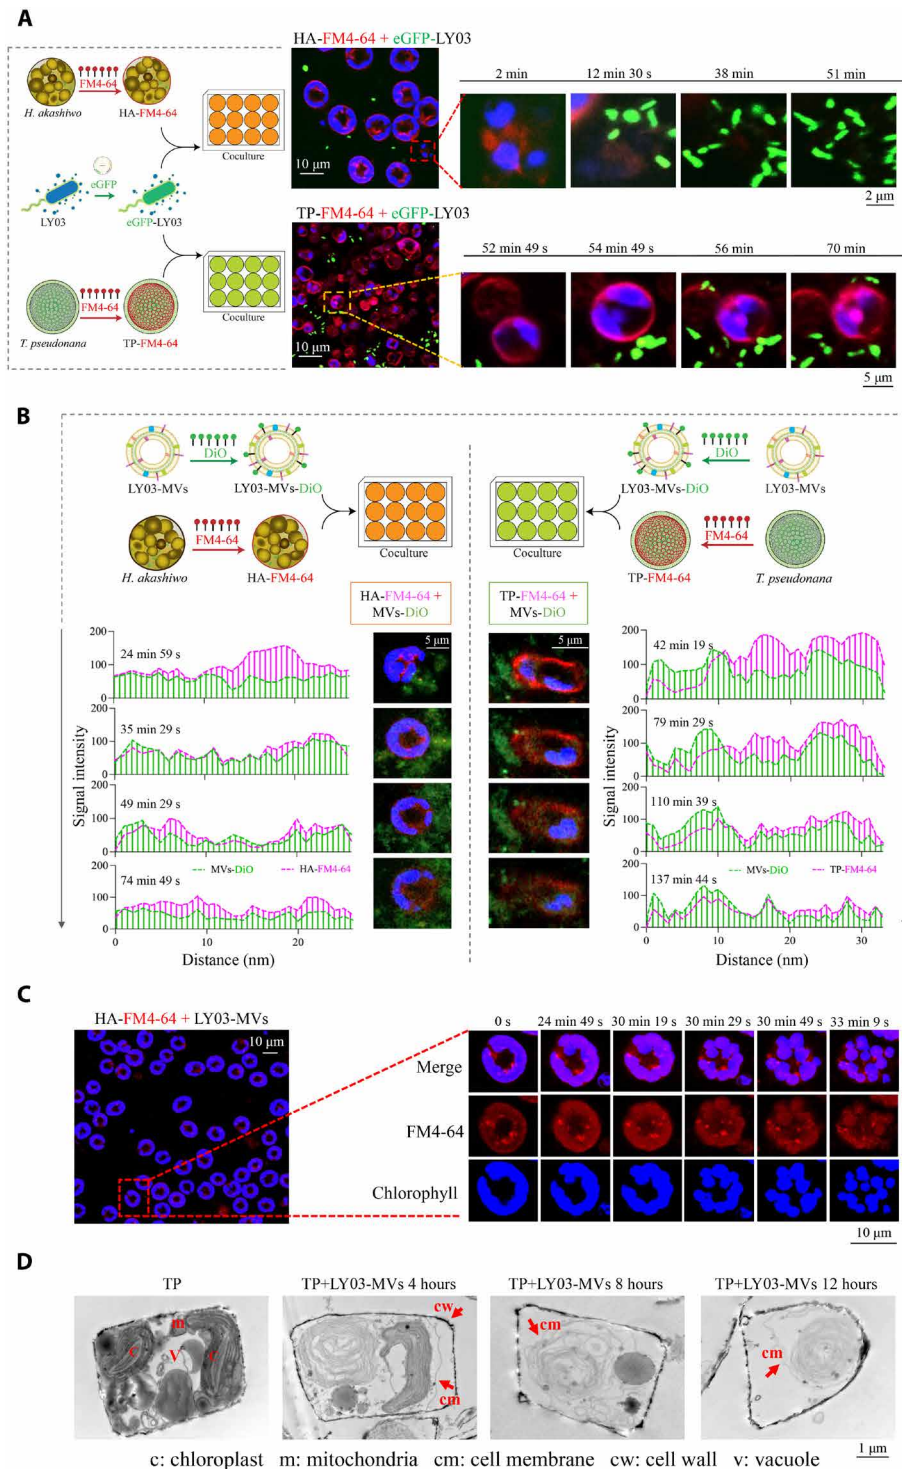 A
HA-FM4-64 + eGFP-LY03
2 min
12 min 30 s
38 min
51 min
FM4-64
H. akashiwo
HA-FM4-64
Coculture
10 μm
2 μm
eGFP
LY03
eGFP-LY03
TP-FM4-64 + eGFP-LY03
52 min 49 s
54 min 49 s
56 min
70 min
FM4-64
T. pseudonana
TP-FM4-64
Coculture
10 μm
5 μm
B
DiO
LY03-MVs
LY03-MVs-DiO
FM4-64
H. akashiwo
HA-FM4-64
Coculture
DiO
LY03-MVs-DiO
LY03-MVs
FM4-64
TP-FM4-64
T. pseudonana
Coculture
HA-FM4-64 +
MVs-DiO
TP-FM4-64 +
MVs-DiO
5 μm
5 μm
Signal intensity
200
100
0
24 min 59 s
200
100
0
35 min 29 s
200
100
0
49 min 29 s
200
100
0
MVs-DiO
HA-FM4-64
74 min 49 s
0
10
20
Distance (nm)
Signal intensity
200
100
0
42 min 19 s
200
100
0
79 min 29 s
200
100
0
110 min 39 s
200
100
0
MVs-DiO
TP-FM4-64
137 min 44 s
0
10
20
30
Distance (nm)
C
HA-FM4-64 + LY03-MVs
10 μm
0 s
24 min 49 s
30 min 19 s
30 min 29 s
30 min 49 s
33 min 9 s
Merge
FM4-64
Chlorophyll
10 μm
D
TP
TP+LY03-MVs 4 hours
TP+LY03-MVs 8 hours
TP+LY03-MVs 12 hours
m
c
V
c
cw
cm
cm
cm
c: chloroplast m: mitochondria cm: cell membrane cw: cell wall v: vacuole
1 μm